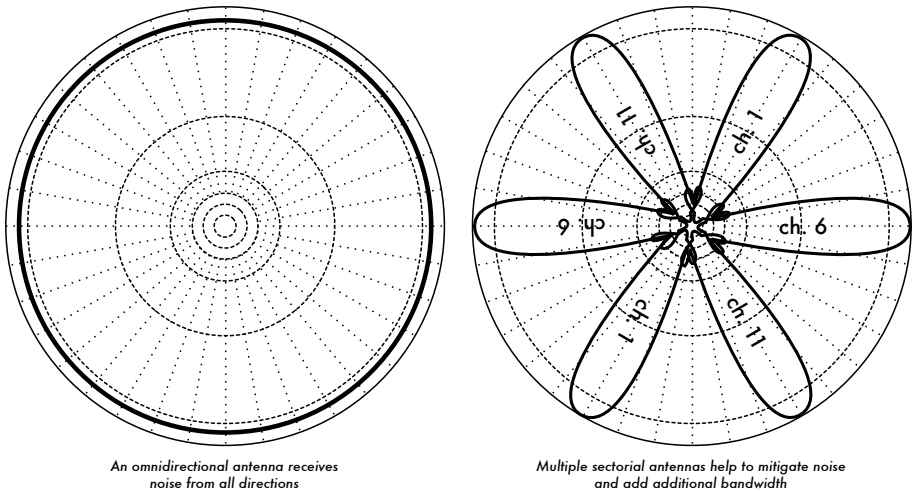 ch. 11
ch. 1
ch. 6
ch. 6
ch. 1
ch. 11
An omnidirectional antenna receives
noise from all directions
Multiple sectorial antennas help to mitigate noise
and add additional bandwidth